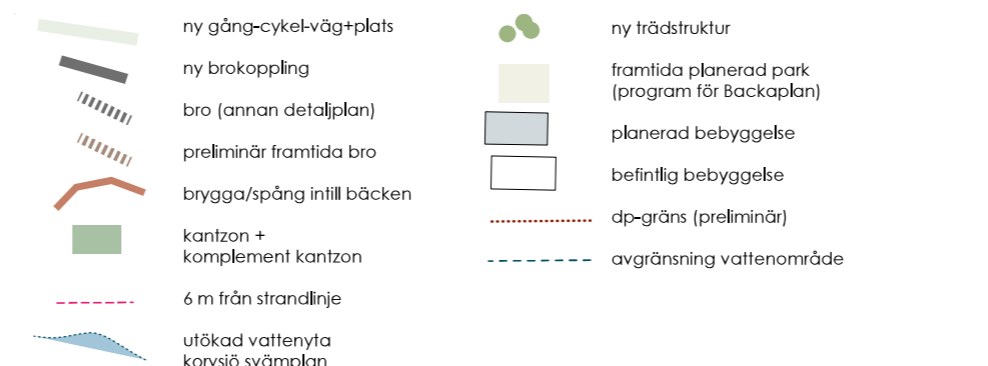 ny gång-cykel-väg+plats
ny brokoppling
bro (annan detaljplan)
preliminär framtida bro
brygga/spång intill bäcken
kantzon +
komplement kantzon
6 m från strandlinje
utökad vattenyta
korvsjö svämplan
ny trädstruktur
framtida planerad park
(program för Backaplan)
planerad bebyggelse
befintlig bebyggelse
dp-gräns (preliminär)
avgränsning vattenområde